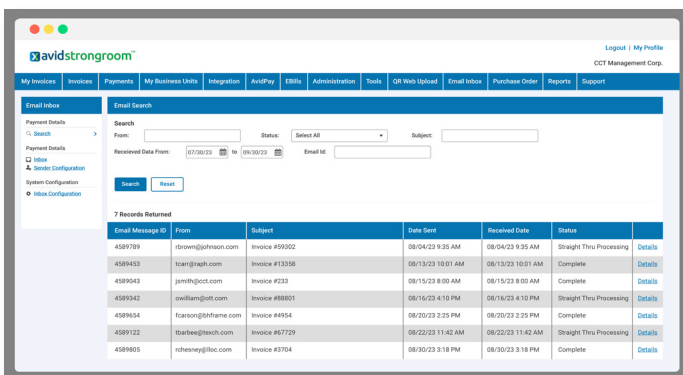 Logout | My Profile
avidstrongroom™
CCT Management Corp.
My Invoices Invoices Payments My Business Units Integration AvidPay EBills Administration Tools QR Web Upload Email Inbox Purchase Order Reports Support
Email Inbox
Payment Details
Search >
Payment Details
Inbox
Sender Configuration
System Configuration
Inbox Configuration
Email Search
Search
From: Status: Select All Subject:
Receieved Data From: 07/30/23 to 09/30/23 Email Id:
Search Reset
7 Records Returned
Email Message ID From Subject Date Sent Received Date Status
4589789 rbrown@johnson.com Invoice #59302 08/04/23 9:35 AM 08/04/23 9:35 AM Straight Thru Processing Details
4589453 tcarr@raph.com Invoice #13358 08/13/23 10:01 AM 08/13/23 10:01 AM Complete Details
4589043 jsmith@cct.com Invoice #233 08/15/23 8:00 AM 08/15/23 8:00 AM Complete Details
4589342 owilliam@ott.com Invoice #88801 08/16/23 4:10 PM 08/16/23 4:10 PM Straight Thru Processing Details
4589654 fcarson@bhframe.com Invoice #4954 08/20/23 2:25 PM 08/20/23 2:25 PM Complete Details
4589122 tbarbee@texch.com Invoice #67729 08/22/23 11:42 AM 08/22/23 11:42 AM Straight Thru Processing Details
4589805 rchesney@lloc.com Invoice #3704 08/30/23 3:18 PM 08/30/23 3:18 PM Complete Details